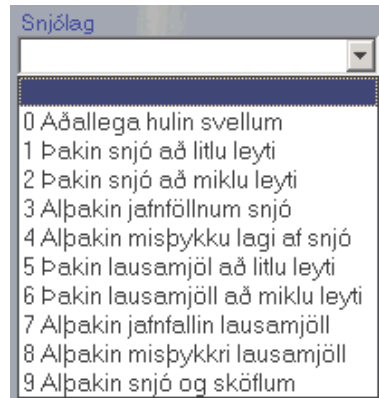 Snjólag
0 Aðallega hulin svellum
1 Þakin snjó að litlu leyti
2 Þakin snjó að miklu leyti
3 Alþakin jafnföllnum snjó
4 Alþakin misþykku lagi af snjó
5 Þakin lausamjöl að litlu leyti
6 Þakin lausamjöll að miklu leyti
7 Alþakin jafnfallin lausamjöll
8 Alþakin misþykkri lausamjöll
9 Alþakin snjó og sköflum